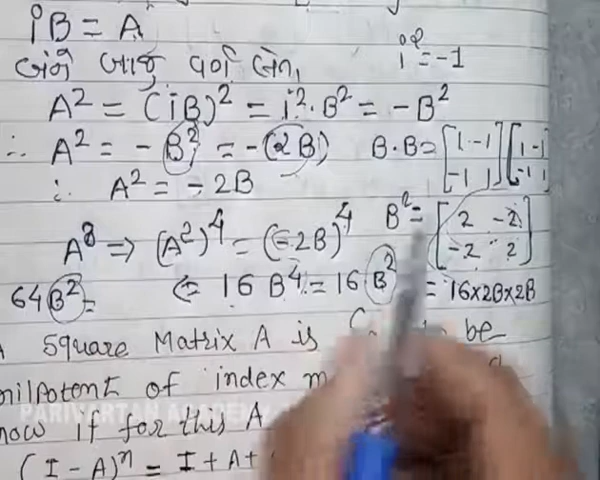 iB = A
બંને બાજુ વર્ગ લેતા, i² = -1
A² = (iB)² = i²·B² = -B²
∴ A² = -B² = -(2B) B·B = [1 -1 -1 1] [1 -1 -1 1]
∴ A² = -2B
B² = [2 -2 -2 2]
A⁸ ⇒ (A²)⁴ = (-2B)⁴
64B² = ⇐ 16 B⁴ = 16 B² = 16×2B×2B
Square Matrix A is be
nilpotent of index m
PARIVARTAN ACADEMY
now if for this A
(I - A)ⁿ = I + A +